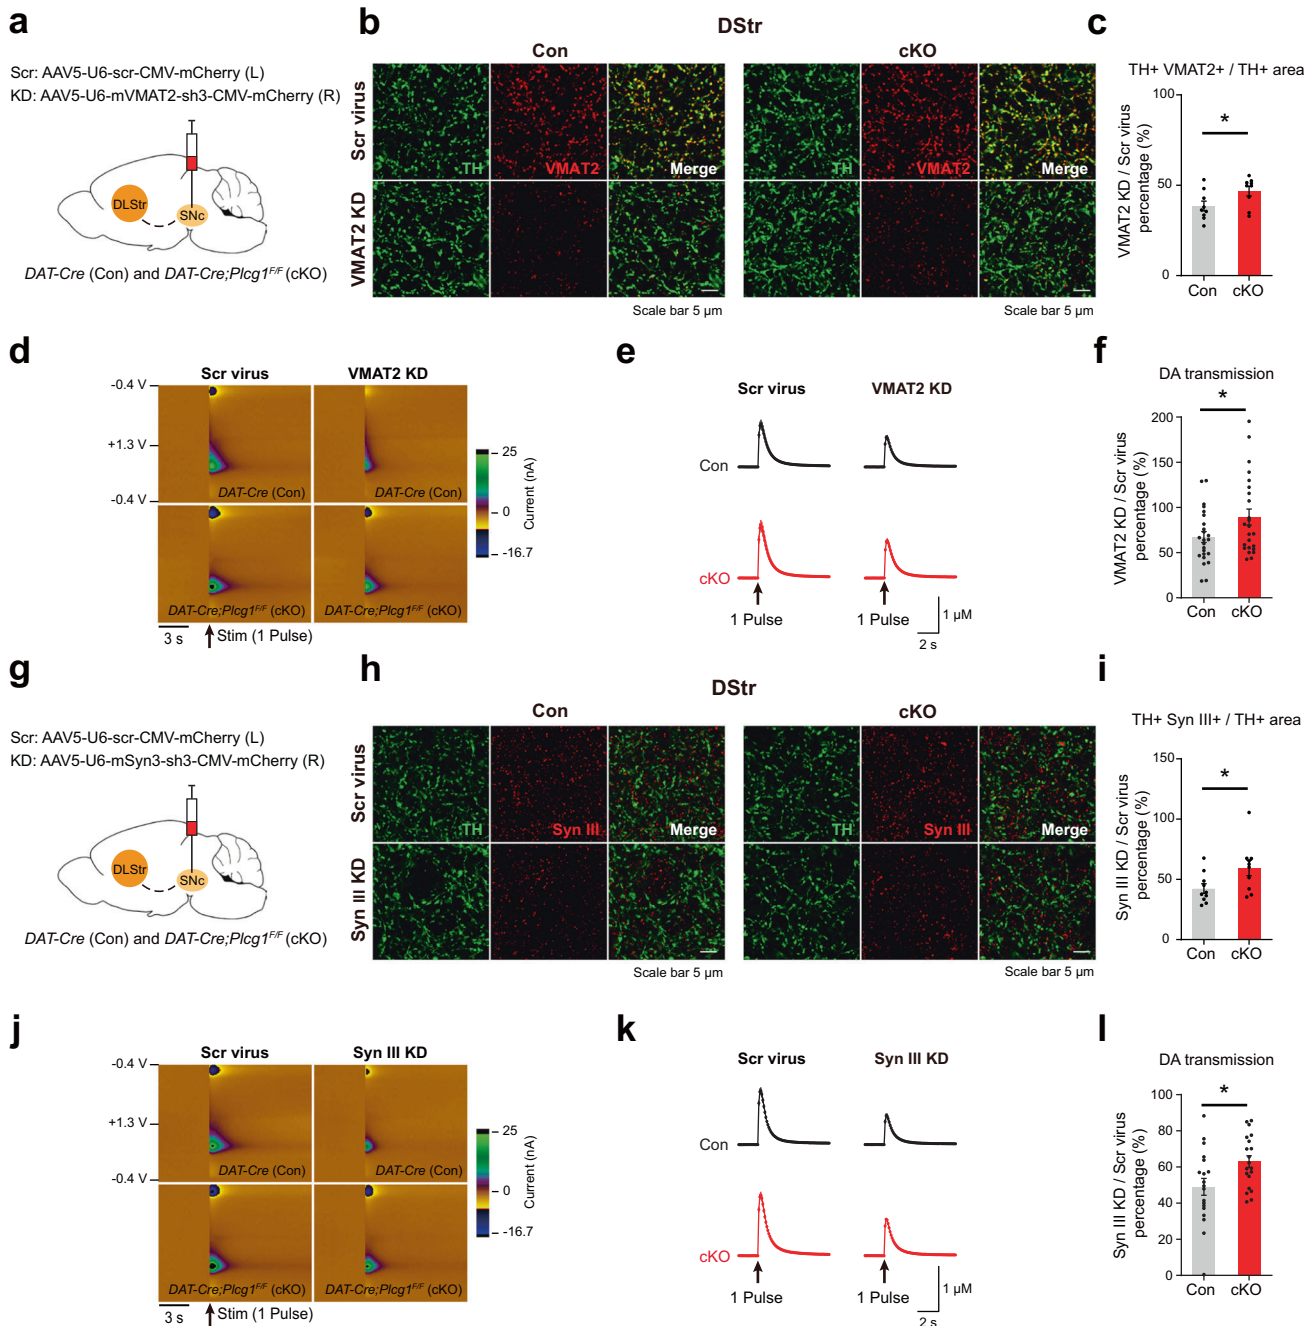 a
Scr: AAV5-U6-scr-CMV-mCherry (L)
KD: AAV5-U6-mVMAT2-sh3-CMV-mCherry (R)
DLStr
SNc
DAT-Cre (Con) and DAT-Cre;Plcg1F/F (cKO)
b
DStr
Con
cKO
Scr virus
VMAT2 KD
TH
VMAT2
Merge
TH
VMAT2
Merge
Scale bar 5 µm
Scale bar 5 µm
c
TH+ VMAT2+ / TH+ area
VMAT2 KD / Scr virus
percentage (%)
100
50
0
*
Con
cKO
d
Scr virus
VMAT2 KD
-0.4 V
+1.3 V
-0.4 V
DAT-Cre (Con)
DAT-Cre (Con)
DAT-Cre;Plcg1F/F (cKO)
DAT-Cre;Plcg1F/F (cKO)
25
0
-16.7
Current (nA)
3 s
Stim (1 Pulse)
e
Scr virus
VMAT2 KD
Con
cKO
1 Pulse
1 Pulse
1 µM
2 s
f
DA transmission
VMAT2 KD / Scr virus
percentage (%)
200
150
100
50
0
*
Con
cKO
g
Scr: AAV5-U6-scr-CMV-mCherry (L)
KD: AAV5-U6-mSyn3-sh3-CMV-mCherry (R)
DLStr
SNc
DAT-Cre (Con) and DAT-Cre;Plcg1F/F (cKO)
h
DStr
Con
cKO
Scr virus
Syn III KD
TH
Syn III
Merge
TH
Syn III
Merge
Scale bar 5 µm
Scale bar 5 µm
i
TH+ Syn III+ / TH+ area
Syn III KD / Scr virus
percentage (%)
150
100
50
0
*
Con
cKO
j
Scr virus
Syn III KD
-0.4 V
+1.3 V
-0.4 V
DAT-Cre (Con)
DAT-Cre (Con)
DAT-Cre;Plcg1F/F (cKO)
DAT-Cre;Plcg1F/F (cKO)
25
0
-16.7
Current (nA)
3 s
Stim (1 Pulse)
k
Scr virus
Syn III KD
Con
cKO
1 Pulse
1 Pulse
1 µM
2 s
l
DA transmission
Syn III KD / Scr virus
percentage (%)
100
80
60
40
20
0
*
Con
cKO